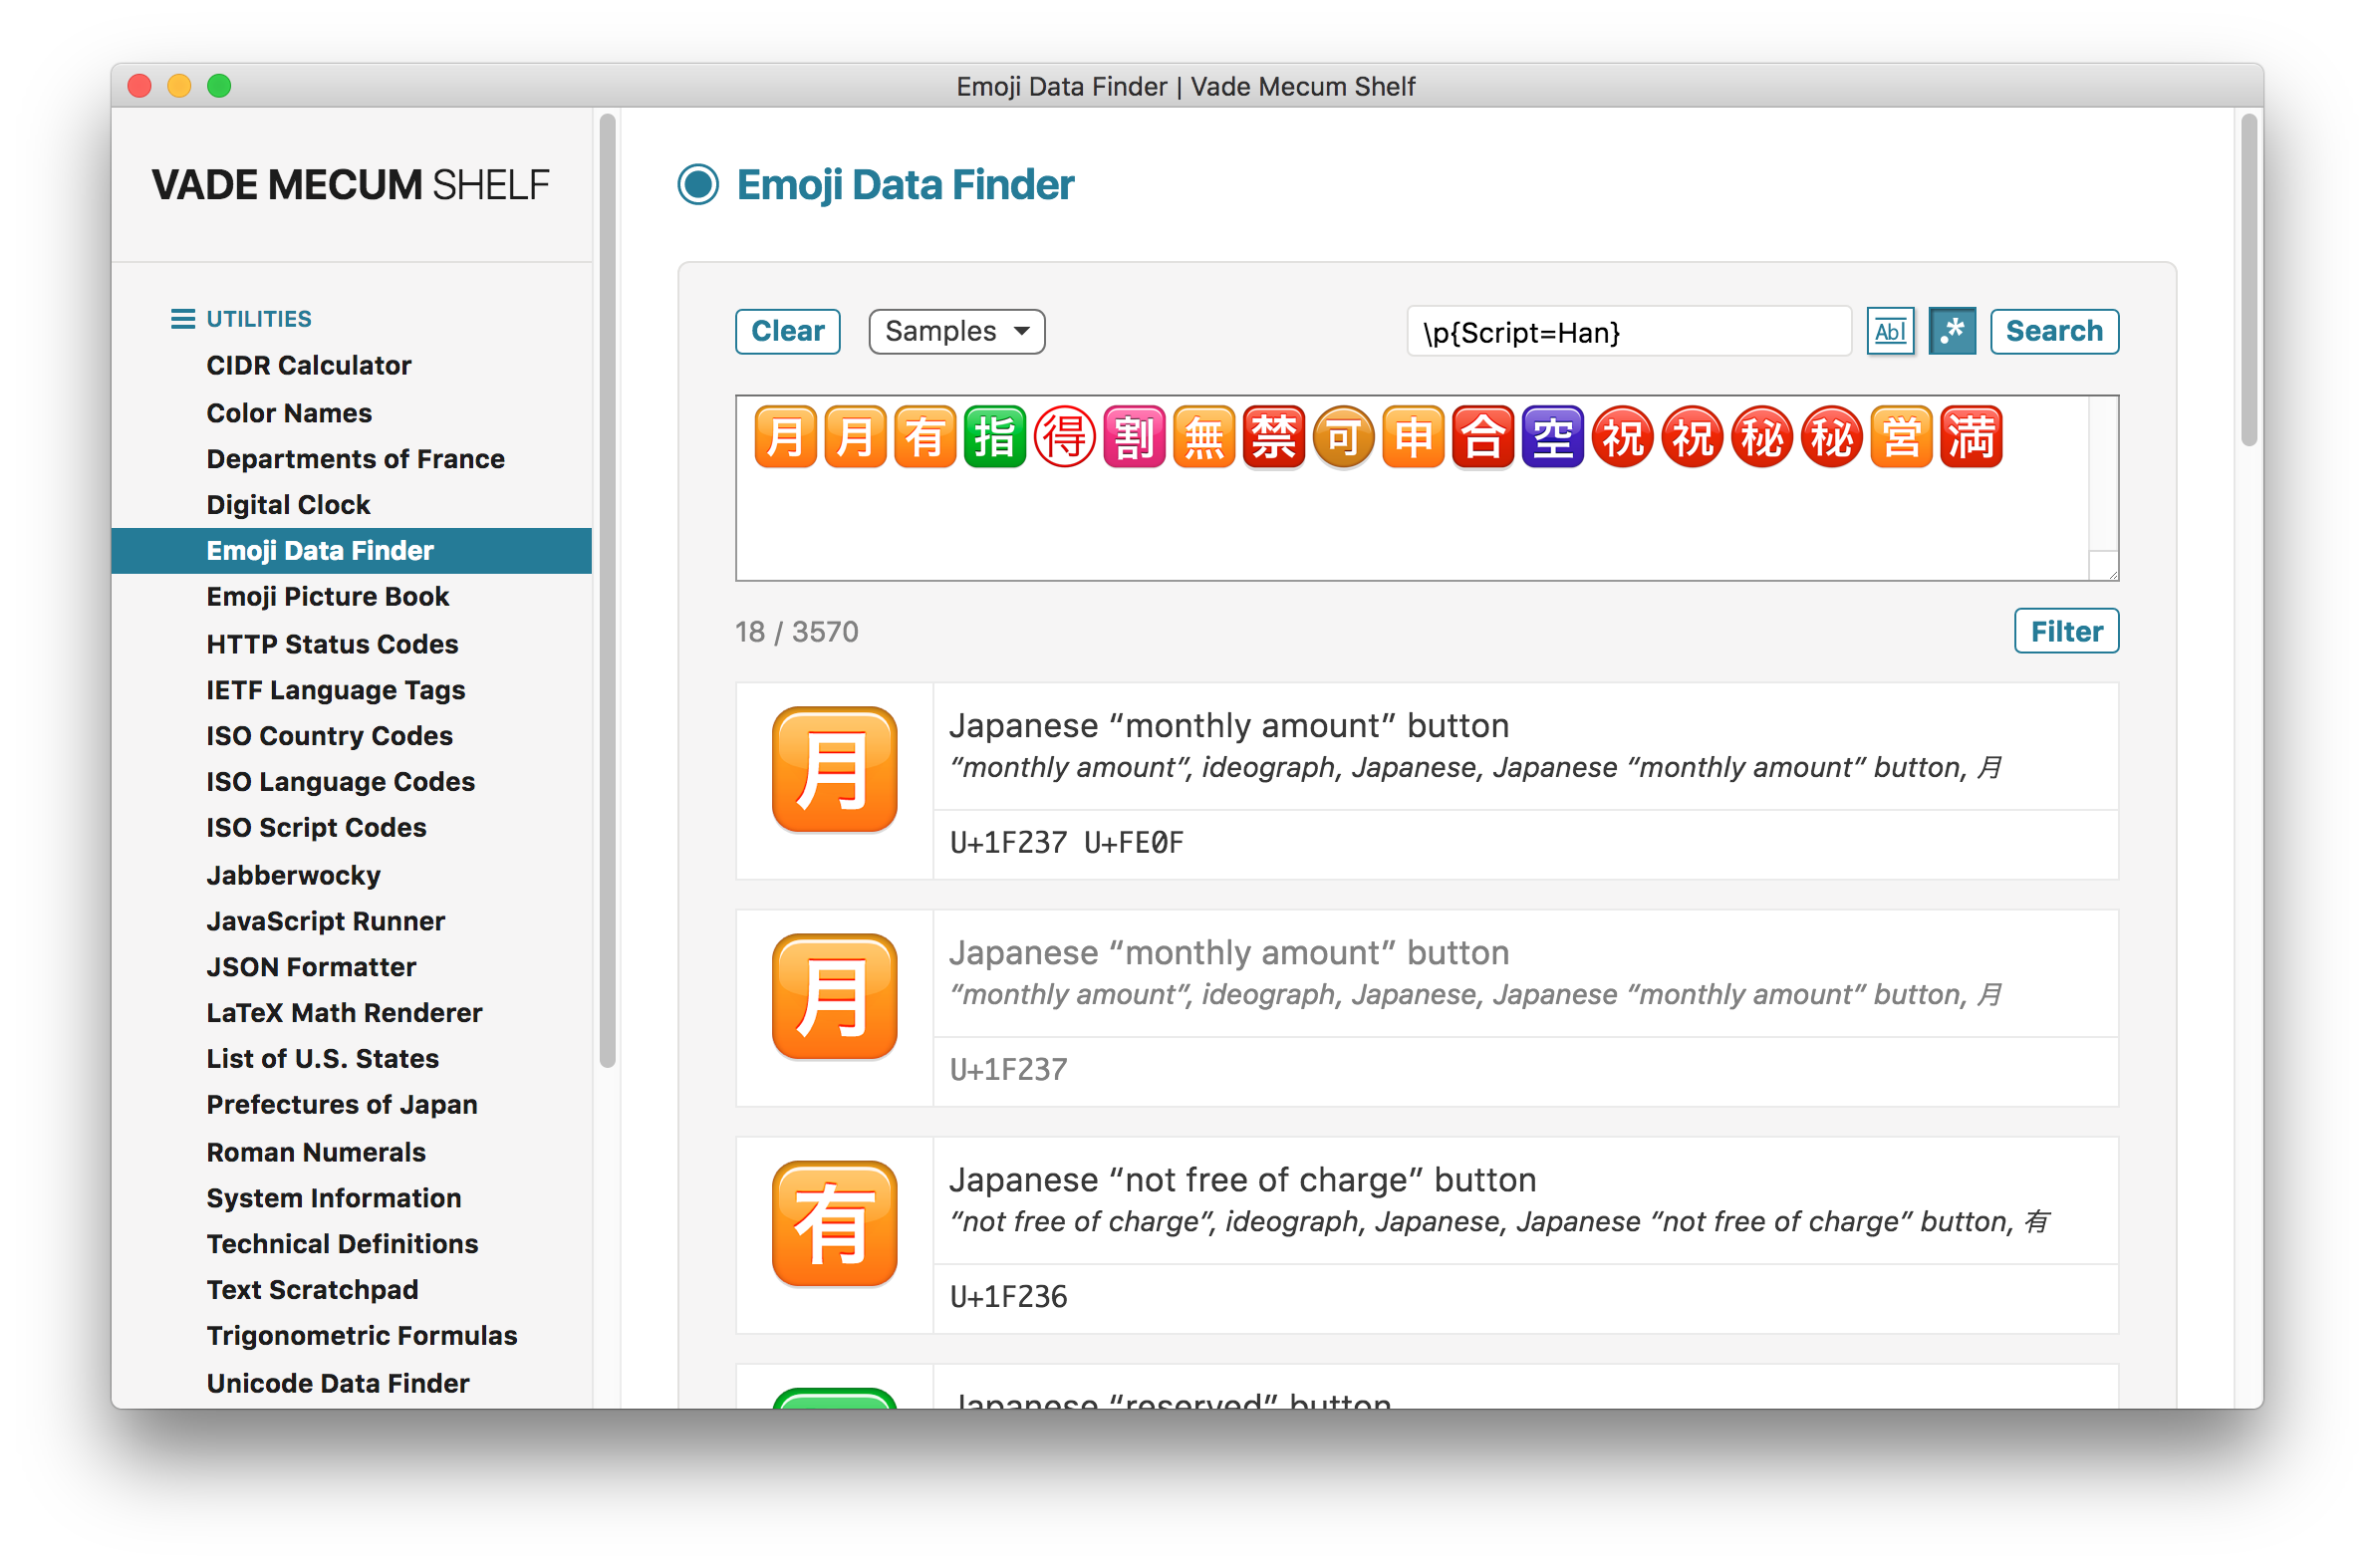 Emoji Data Finder | Vade Mecum Shelf
VADE MECUM SHELF
UTILITIES
CIDR Calculator
Color Names
Departments of France
Digital Clock
Emoji Data Finder
Emoji Picture Book
HTTP Status Codes
IETF Language Tags
ISO Country Codes
ISO Language Codes
ISO Script Codes
Jabberwocky
JavaScript Runner
JSON Formatter
LaTeX Math Renderer
List of U.S. States
Prefectures of Japan
Roman Numerals
System Information
Technical Definitions
Text Scratchpad
Trigonometric Formulas
Unicode Data Finder
Emoji Data Finder
Clear Samples \p{Script=Han} Abl .* Search
月 月 有 指 得 割 無 禁 可 申 合 空 祝 祝 秘 秘 営 満
18 / 3570 Filter
月
Japanese “monthly amount” button
“monthly amount”, ideograph, Japanese, Japanese “monthly amount” button, 月
U+1F237 U+FE0F
月
Japanese “monthly amount” button
“monthly amount”, ideograph, Japanese, Japanese “monthly amount” button, 月
U+1F237
有
Japanese “not free of charge” button
“not free of charge”, ideograph, Japanese, Japanese “not free of charge” button, 有
U+1F236
Japanese “reserved” button